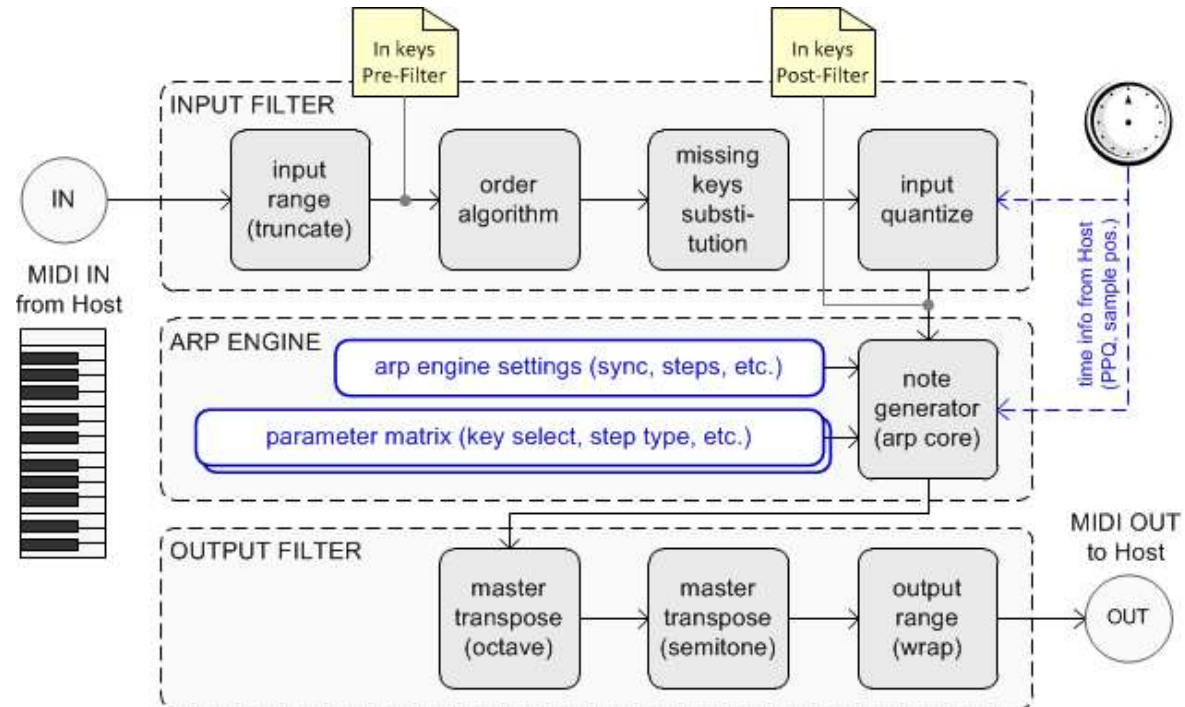 In keys
Pre-Filter
In keys
Post-Filter
INPUT FILTER
input
range
(truncate)
order
algorithm
missing
keys
substi-
tution
input
quantize
IN
MIDI IN
from Host
time info from Host
(PPQ, sample pos.)
ARP ENGINE
arp engine settings (sync, steps, etc.)
parameter matrix (key select, step type, etc.)
note
generator
(arp core)
OUTPUT FILTER
master
transpose
(octave)
master
transpose
(semitone)
output
range
(wrap)
MIDI OUT
to Host
OUT